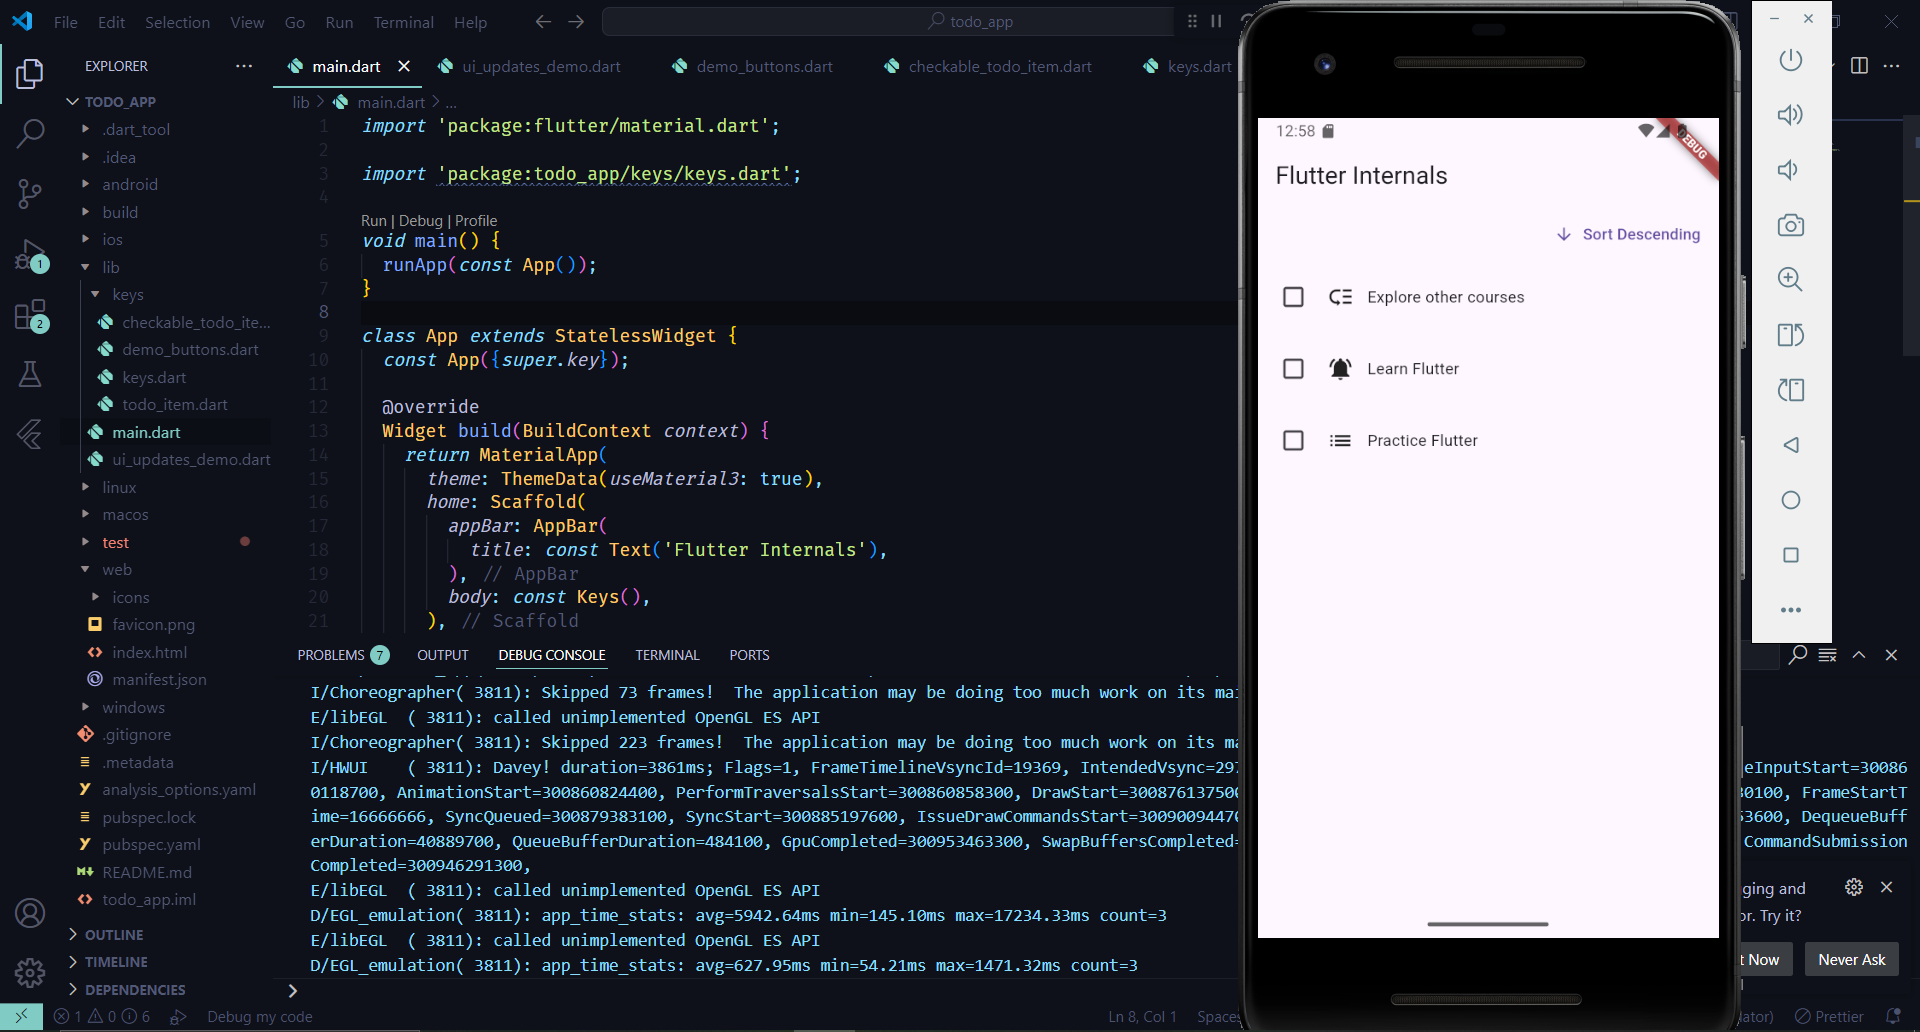 File Edit Selection View Go Run Terminal Help
todo_app
EXPLORER
main.dart
ui_updates_demo.dart
demo_buttons.dart
checkable_todo_item.dart
keys.dart
TODO_APP
.dart_tool
.idea
android
build
ios
lib
keys
checkable_todo_ite...
demo_buttons.dart
keys.dart
todo_item.dart
main.dart
ui_updates_demo.dart
linux
macos
test
web
icons
favicon.png
index.html
manifest.json
windows
.gitignore
.metadata
analysis_options.yaml
pubspec.lock
pubspec.yaml
README.md
todo_app.iml
OUTLINE
TIMELINE
DEPENDENCIES
1
2
lib > main.dart > ...
1 import 'package:flutter/material.dart';
2
3 import 'package:todo_app/keys/keys.dart';
4
Run | Debug | Profile
5 void main() {
6 runApp(const App());
7 }
8
9 class App extends StatelessWidget {
10 const App({super.key});
11
12 @override
13 Widget build(BuildContext context) {
14 return MaterialApp(
15 theme: ThemeData(useMaterial3: true),
16 home: Scaffold(
17 appBar: AppBar(
18 title: const Text('Flutter Internals'),
19 ), // AppBar
20 body: const Keys(),
21 ), // Scaffold
PROBLEMS 7 OUTPUT DEBUG CONSOLE TERMINAL PORTS
I/Choreographer( 3811): Skipped 73 frames!  The application may be doing too much work on its mai
E/libEGL  ( 3811): called unimplemented OpenGL ES API
I/Choreographer( 3811): Skipped 223 frames!  The application may be doing too much work on its ma
I/HWUI    ( 3811): Davey! duration=3861ms; Flags=1, FrameTimelineVsyncId=19369, IntendedVsync=297
eInputStart=30086
0118700, AnimationStart=300860824400, PerformTraversalsStart=300860858300, DrawStart=300876137500
0100, FrameStartT
ime=16666666, SyncQueued=300879383100, SyncStart=300885197600, IssueDrawCommandsStart=3009009447
3600, DequeueBuff
erDuration=40889700, QueueBufferDuration=484100, GpuCompleted=300953463300, SwapBuffersCompleted=
CommandSubmission
Completed=300946291300,
E/libEGL  ( 3811): called unimplemented OpenGL ES API
D/EGL_emulation( 3811): app_time_stats: avg=5942.64ms min=145.10ms max=17234.33ms count=3
E/libEGL  ( 3811): called unimplemented OpenGL ES API
D/EGL_emulation( 3811): app_time_stats: avg=627.95ms min=54.21ms max=1471.32ms count=3
ging and
or. Try it?
t Now
Never Ask
1 0 6 Debug my code
Ln 8, Col 1 Spaces
lator) Prettier
12:58
DEBUG
Flutter Internals
Sort Descending
Explore other courses
Learn Flutter
Practice Flutter